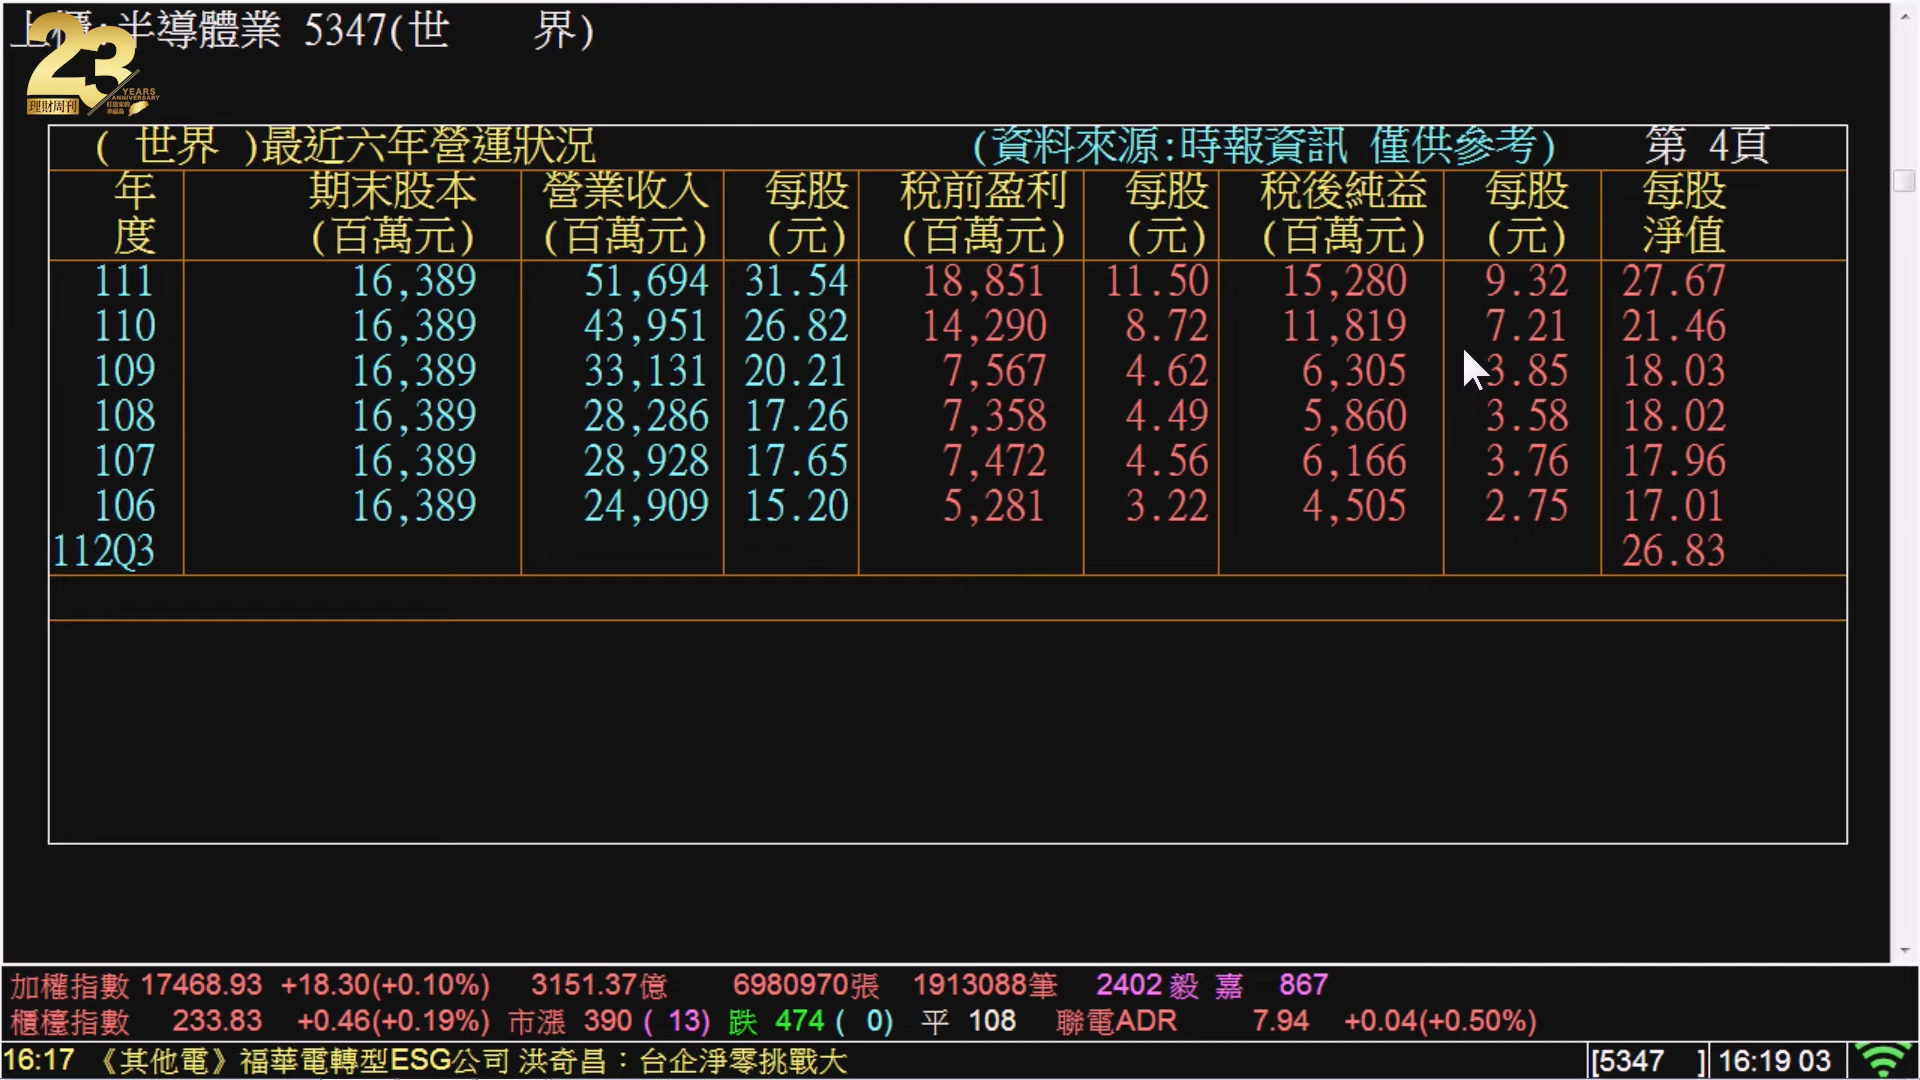 上櫃:半導體業 5347(世 界)
23
YEARS
ANNIVERSARY
理財周刊
( 世界 )最近六年營運狀況 (資料來源:時報資訊 僅供參考) 第 4頁
年 期末股本 營業收入 每股 稅前盈利 每股 稅後純益 每股 每股
度 (百萬元) (百萬元) (元) (百萬元) (元) (百萬元) (元) 淨值
111 16,389 51,694 31.54 18,851 11.50 15,280 9.32 27.67
110 16,389 43,951 26.82 14,290 8.72 11,819 7.21 21.46
109 16,389 33,131 20.21 7,567 4.62 6,305 3.85 18.03
108 16,389 28,286 17.26 7,358 4.49 5,860 3.58 18.02
107 16,389 28,928 17.65 7,472 4.56 6,166 3.76 17.96
106 16,389 24,909 15.20 5,281 3.22 4,505 2.75 17.01
112Q3 26.83
加權指數 17468.93 +18.30(+0.10%) 3151.37億 6980970張 1913088筆 2402 毅 嘉 867
櫃檯指數 233.83 +0.46(+0.19%) 市漲 390 ( 13) 跌 474 ( 0) 平 108 聯電ADR 7.94 +0.04(+0.50%)
16:17 《其他電》福華電轉型ESG公司 洪奇昌：台企淨零挑戰大 [5347 ] 16:19 03